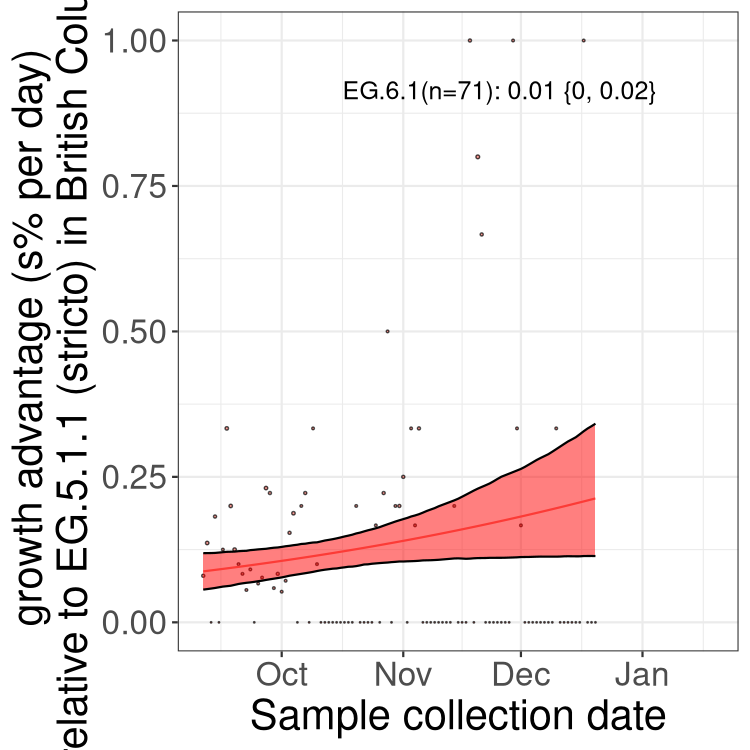 growth advantage (s% per day)
relative to EG.5.1.1 (stricto) in British
1.00
0.75
0.50
0.25
0.00
EG.6.1(n=71): 0.01 {0, 0.02}
Oct Nov Dec Jan
Sample collection date